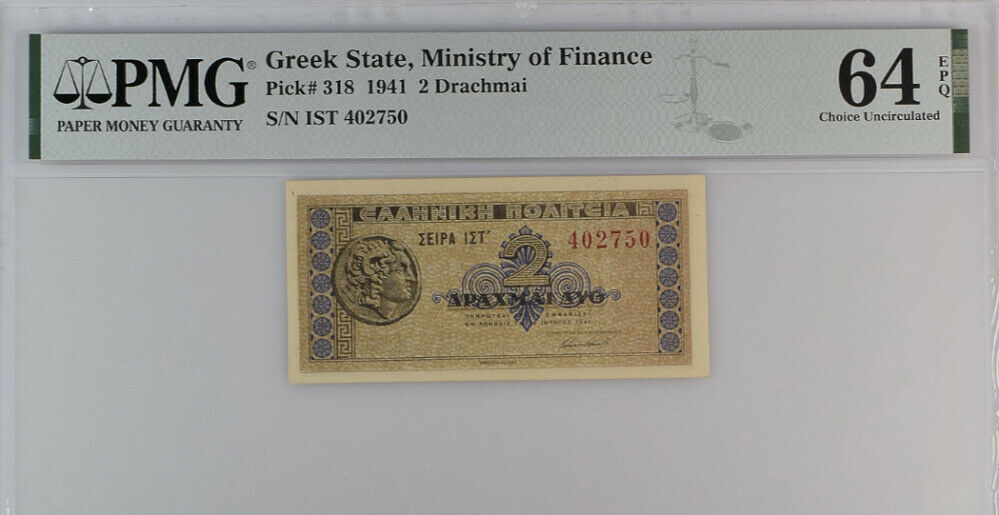 PMG®
PAPER MONEY GUARANTY
Greek State, Ministry of Finance
Pick# 318 1941 2 Drachmai
S/N IST 402750
64 EPQ
Choice Uncirculated
ΕΛΛΗΝΙΚΗ ΠΟΛΙΤΕΙΑ
ΣΕΙΡΑ ΙΣΤ'
402750
2
ΔΡΑΧΜΑΙ ΔΥΟ